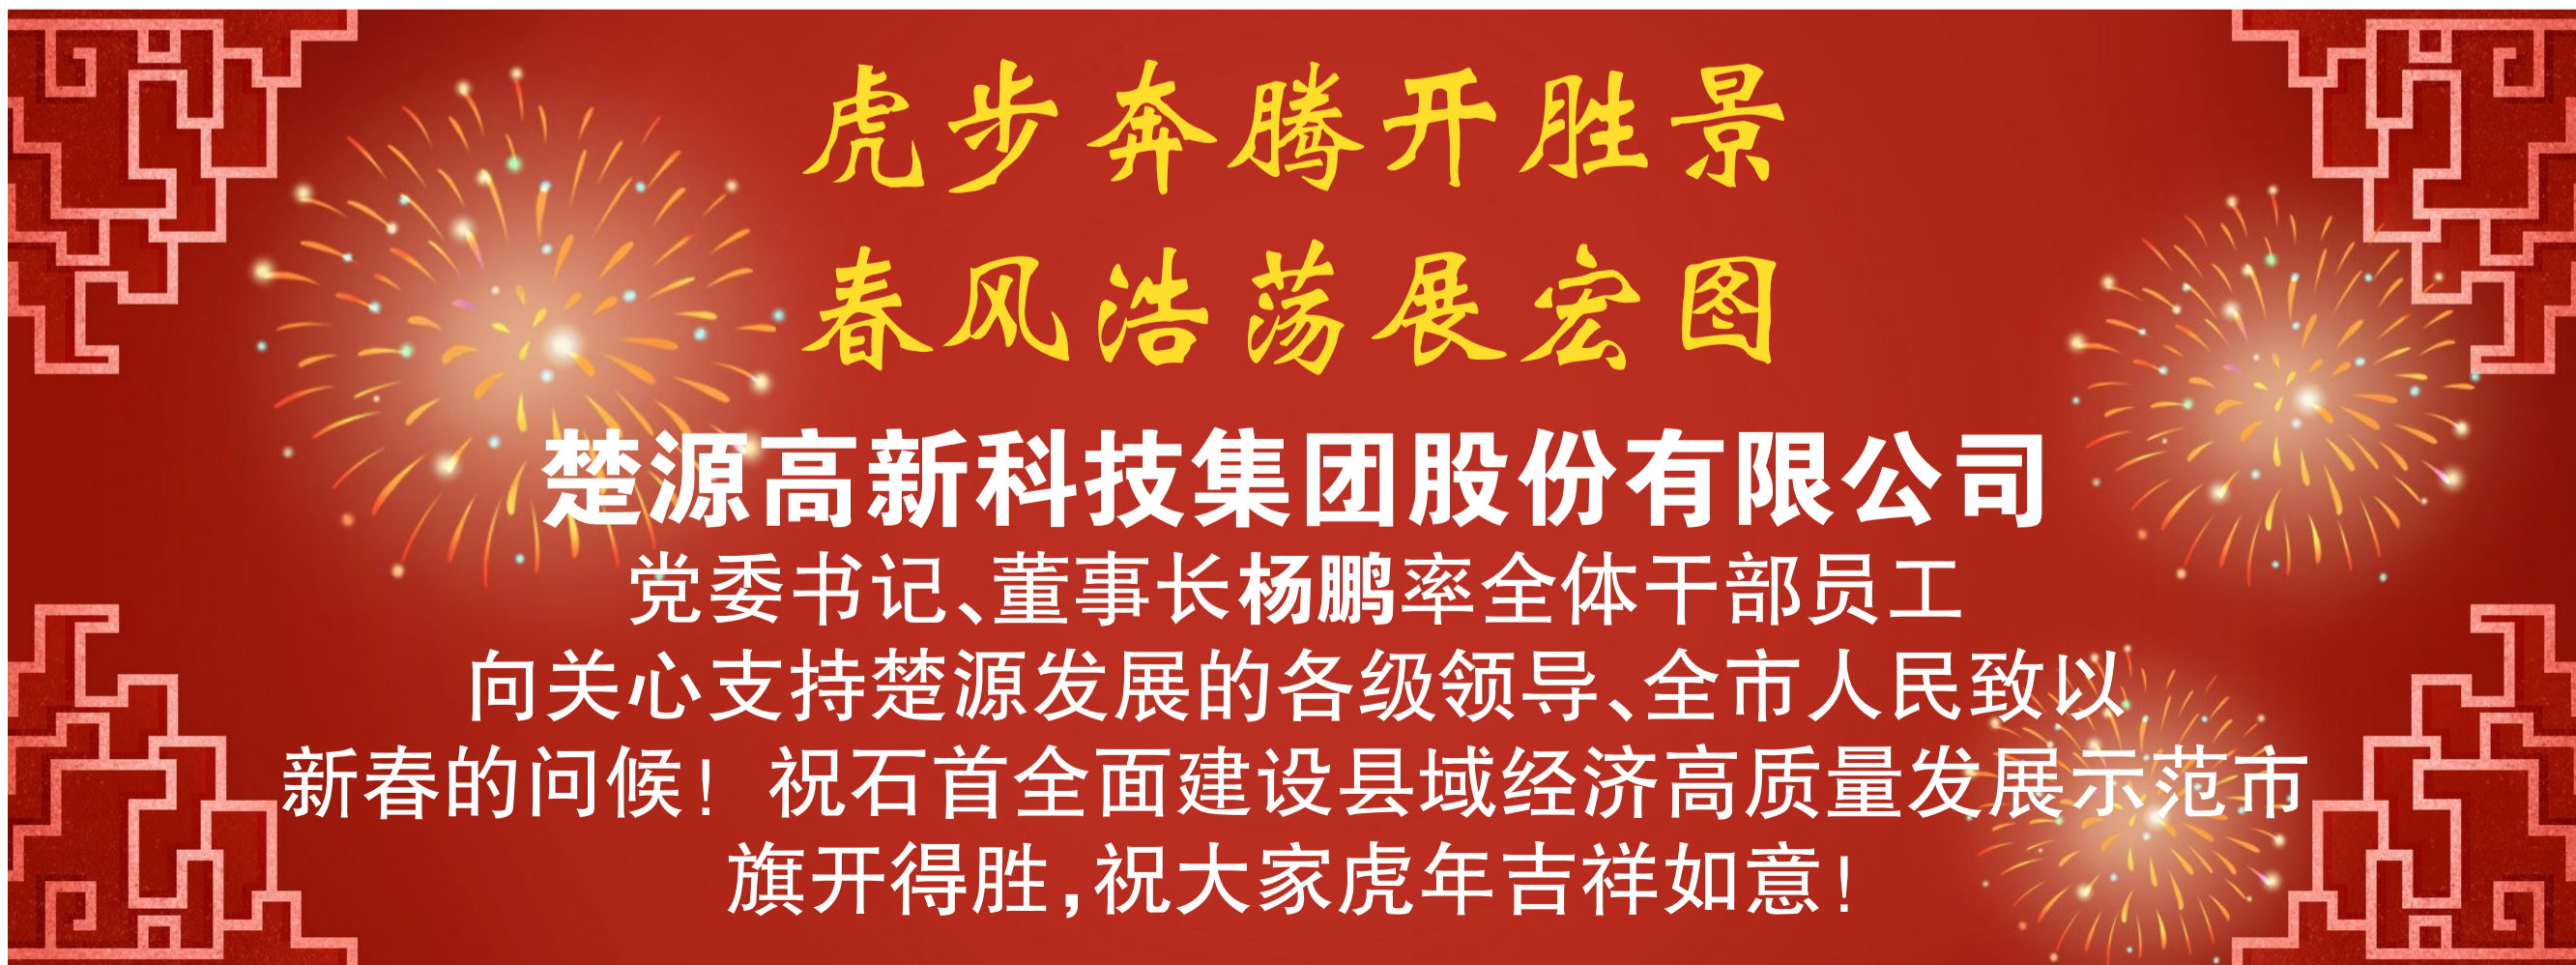 虎步奔腾开胜景
春风浩荡展宏图
楚源高新科技集团股份有限公司
党委书记、董事长杨鹏率全体干部员工
向关心支持楚源发展的各级领导、全市人民致以
新春的问候！祝石首全面建设县域经济高质量发展示范市
旗开得胜，祝大家虎年吉祥如意！